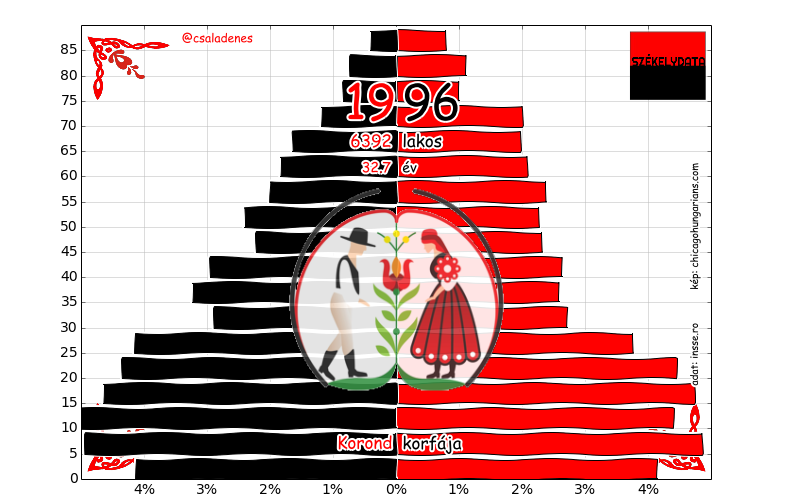 @csaladenes
SZÉKELYDATA
1996
6392 lakos
32.7 év
Korond korfája
kép: chicagohungarians.com
adat: insse.ro
85
80
75
70
65
60
55
50
45
40
35
30
25
20
15
10
5
0
4% 3% 2% 1% 0% 1% 2% 3% 4%